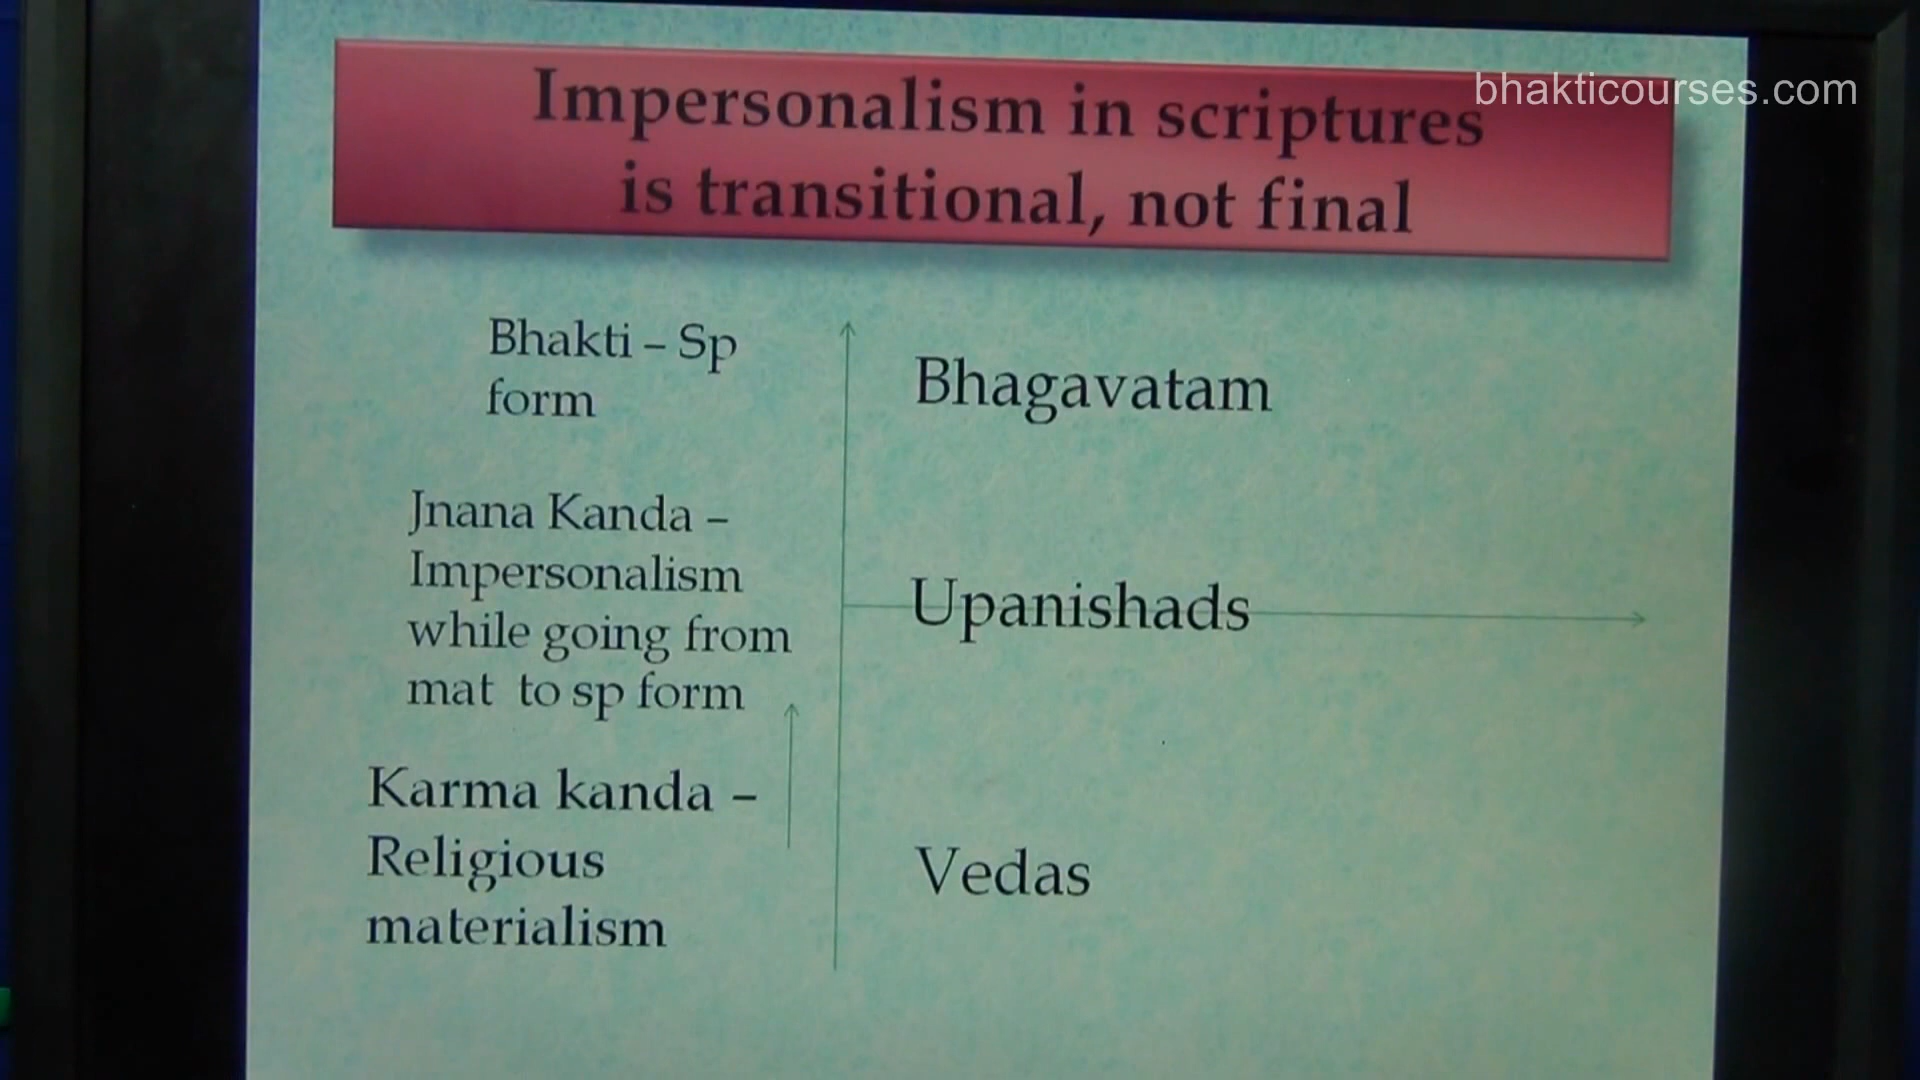 bhakticourses.com
Impersonalism in scriptures
is transitional, not final
Bhakti – Sp
form
Bhagavatam
Jnana Kanda –
Impersonalism
while going from
mat to sp form
Upanishads
Karma kanda –
Religious
materialism
Vedas